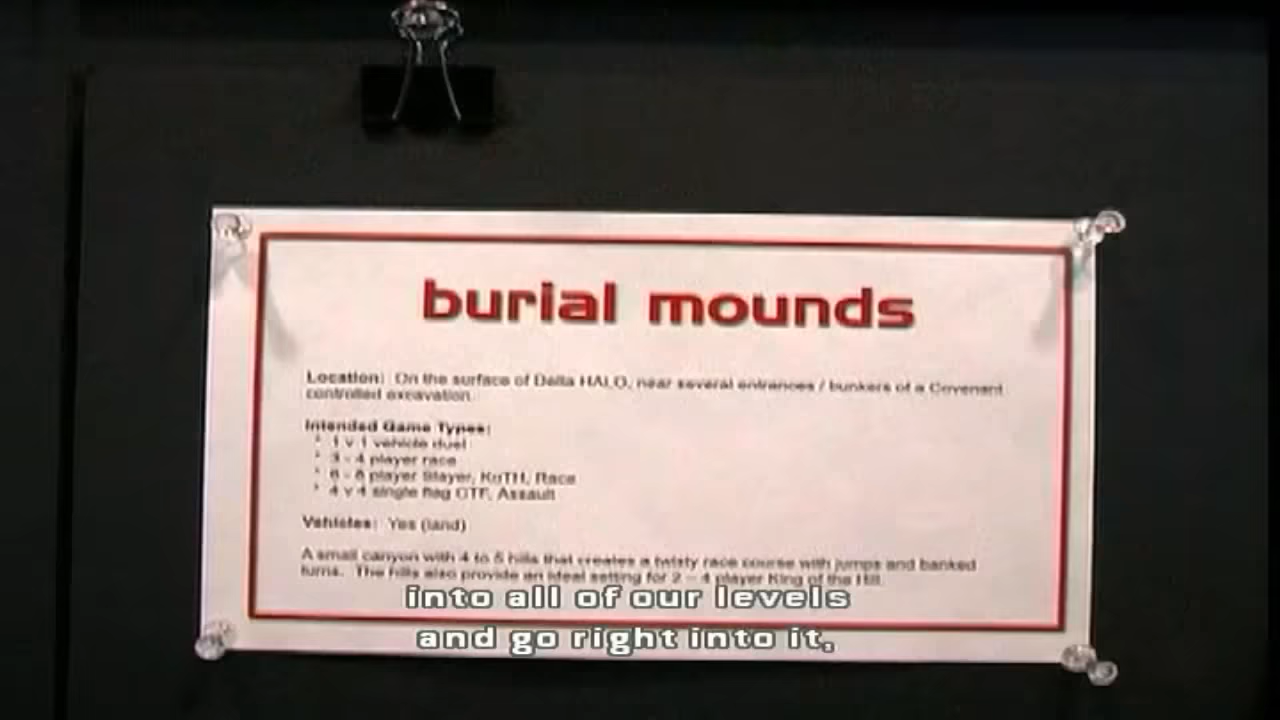 burial mounds
Location: On the surface of Delta HALO, near several entrances / bunkers of a Covenant
controlled excavation.
Intended Game Types:
* 1 v 1 vehicle duel
* 3 - 4 player race
* 6 - 8 player Slayer, KoTH, Race
* 4 v 4 single flag CTF, Assault
Vehicles: Yes (land)
A small canyon with 4 to 5 hills that creates a twisty race course with jumps and banked
turns. The hills also provide an ideal setting for 2 – 4 player King of the Hill.
into all of our levels
and go right into it,